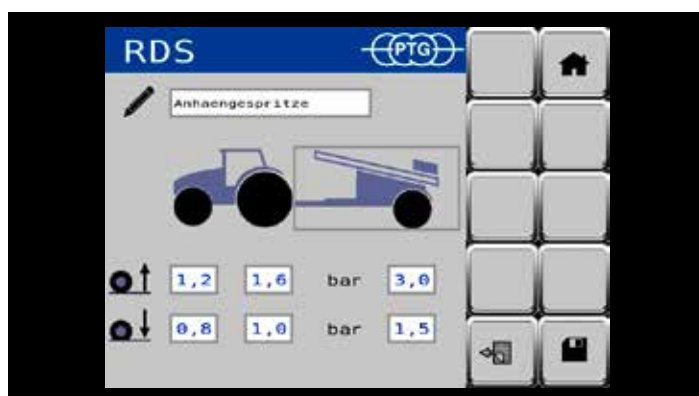 RDS PTG
Anhaengespritze
1,2 1,6 bar 3,0
0,8 1,0 bar 1,5